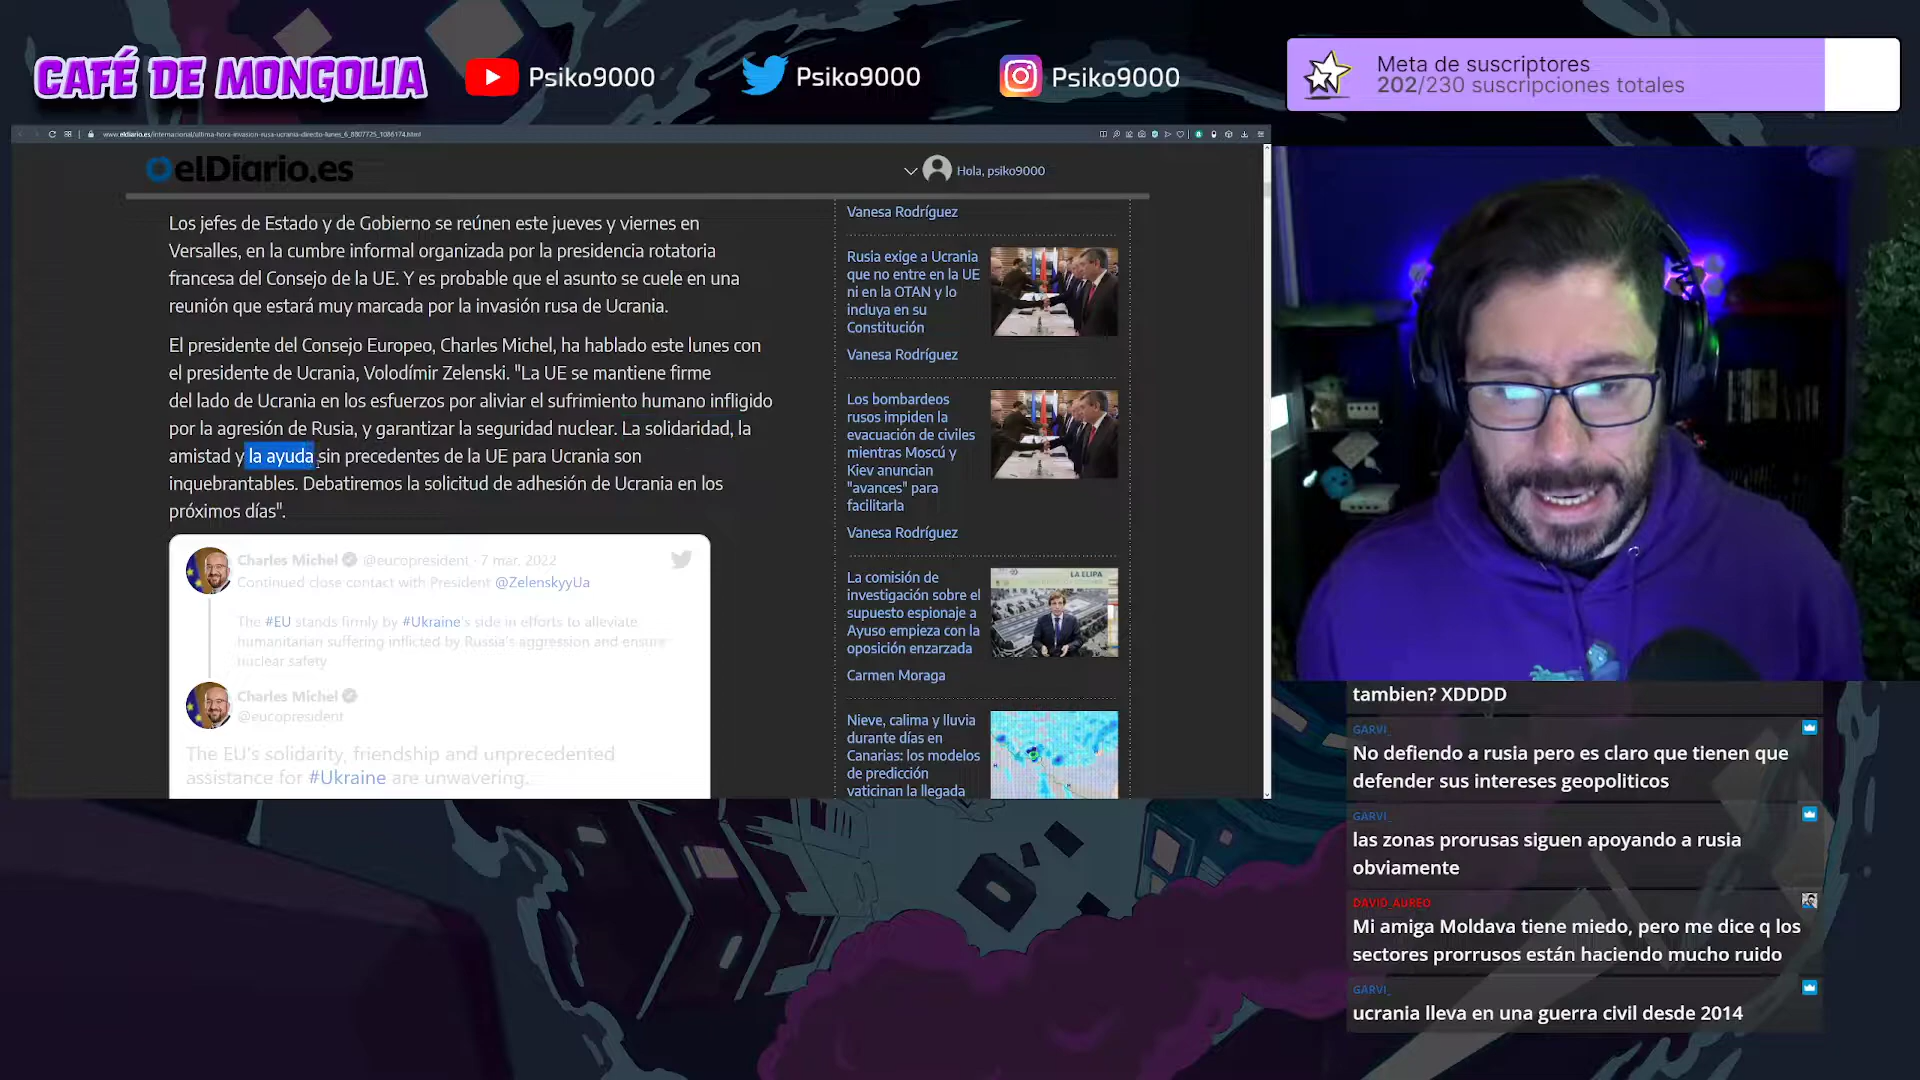 CAFÉ DE MONGOLIA
Psiko9000
Psiko9000
Psiko9000
Meta de suscriptores
202/230 suscripciones totales
www.eldiario.es/internacional/ultima-hora-invasion-rusa-ucrania-directo-lunes_6_8807725_1086174.html
elDiario.es
Hola, psiko9000
Los jefes de Estado y de Gobierno se reúnen este jueves y viernes en
Versalles, en la cumbre informal organizada por la presidencia rotatoria
francesa del Consejo de la UE. Y es probable que el asunto se cuele en una
reunión que estará muy marcada por la invasión rusa de Ucrania.
El presidente del Consejo Europeo, Charles Michel, ha hablado este lunes con
el presidente de Ucrania, Volodímir Zelenski. "La UE se mantiene firme
del lado de Ucrania en los esfuerzos por aliviar el sufrimiento humano infligido
por la agresión de Rusia, y garantizar la seguridad nuclear. La solidaridad, la
amistad y la ayuda sin precedentes de la UE para Ucrania son
inquebrantables. Debatiremos la solicitud de adhesión de Ucrania en los
próximos días".
Charles Michel @eucopresident · 7 mar. 2022
Continued close contact with President @ZelenskyyUa
The #EU stands firmly by #Ukraine's side in efforts to alleviate
humanitarian suffering inflicted by Russia's aggression and ensure
nuclear safety
Charles Michel
@eucopresident
The EU's solidarity, friendship and unprecedented
assistance for #Ukraine are unwavering.
Vanesa Rodríguez
Rusia exige a Ucrania
que no entre en la UE
ni en la OTAN y lo
incluya en su
Constitución
Vanesa Rodríguez
Los bombardeos
rusos impiden la
evacuación de civiles
mientras Moscú y
Kiev anuncian
"avances" para
facilitarla
Vanesa Rodríguez
La comisión de
investigación sobre el
supuesto espionaje a
Ayuso empieza con la
oposición enzarzada
LA ELIPA
Carmen Moraga
Nieve, calima y lluvia
durante días en
Canarias: los modelos
de predicción
vaticinan la llegada
tambien? XDDDD
GARVI_
No defiendo a rusia pero es claro que tienen que
defender sus intereses geopoliticos
GARVI_
las zonas prorusas siguen apoyando a rusia
obviamente
DAVID_AUREO
Mi amiga Moldava tiene miedo, pero me dice q los
sectores prorrusos están haciendo mucho ruido
GARVI_
ucrania lleva en una guerra civil desde 2014